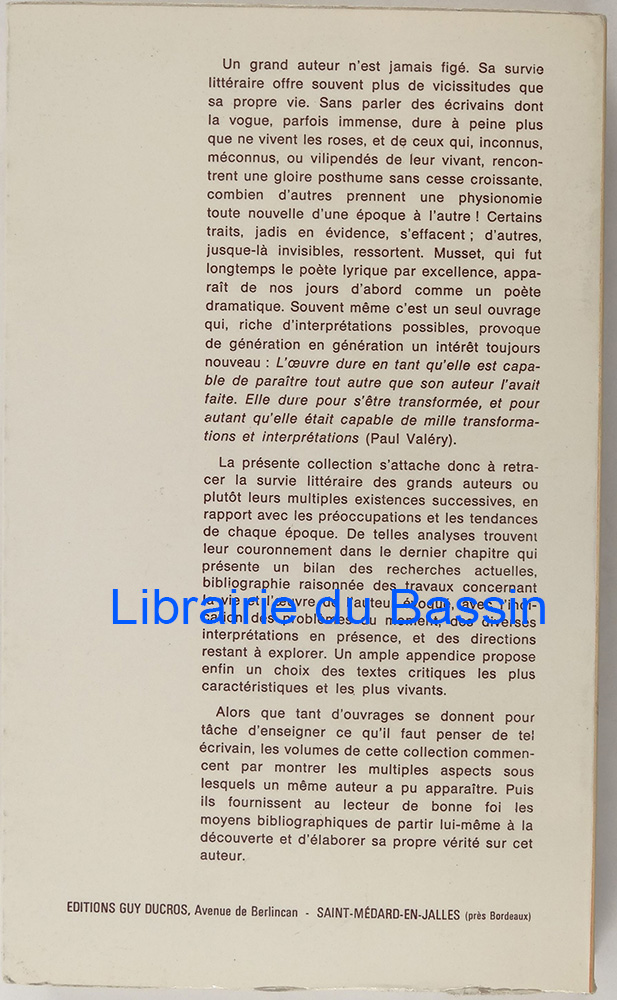 Un grand auteur n'est jamais figé. Sa survie
littéraire offre souvent plus de vicissitudes que
sa propre vie. Sans parler des écrivains dont
la vogue, parfois immense, dure à peine plus
que ne vivent les roses, et de ceux qui, inconnus,
méconnus, ou vilipendés de leur vivant, rencon-
trent une gloire posthume sans cesse croissante,
combien d'autres prennent une physionomie
toute nouvelle d'une époque à l'autre ! Certains
traits, jadis en évidence, s'effacent ; d'autres,
jusque-là invisibles, ressortent. Musset, qui fut
longtemps le poète lyrique par excellence, appa-
raît de nos jours d'abord comme un poète
dramatique. Souvent même c'est un seul ouvrage
qui, riche d'interprétations possibles, provoque
de génération en génération un intérêt toujours
nouveau : L'œuvre dure en tant qu'elle est capa-
ble de paraître tout autre que son auteur l'avait
faite. Elle dure pour s'être transformée, et pour
autant qu'elle était capable de mille transforma-
tions et interprétations (Paul Valéry).
La présente collection s'attache donc à retra-
cer la survie littéraire des grands auteurs ou
plutôt leurs multiples existences successives, en
rapport avec les préoccupations et les tendances
de chaque époque. De telles analyses trouvent
leur couronnement dans le dernier chapitre qui
présente un bilan des recherches actuelles,
bibliographie raisonnée des travaux concernant
la vie et l'œuvre de l'auteur évoqué, avec l'indi-
Librairie du Bassin
cation des problèmes du moment, des diverses
interprétations en présence, et des directions
restant à explorer. Un ample appendice propose
enfin un choix des textes critiques les plus
caractéristiques et les plus vivants.
Alors que tant d'ouvrages se donnent pour
tâche d'enseigner ce qu'il faut penser de tel
écrivain, les volumes de cette collection commen-
cent par montrer les multiples aspects sous
lesquels un même auteur a pu apparaître. Puis
ils fournissent au lecteur de bonne foi les
moyens bibliographiques de partir lui-même à la
découverte et d'élaborer sa propre vérité sur cet
auteur.
EDITIONS GUY DUCROS, Avenue de Berlincan - SAINT-MÉDARD-EN-JALLES (près Bordeaux)